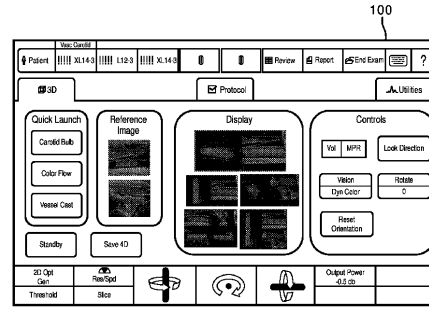 100
Vasc Carotid
Patient XL14-3 L12-3 XL14-3 Review Report End Exam ?
3D Protocol Utilities
Quick Launch
Carotid Bulb
Color Flow
Vessel Cast
Reference
Image
Display
Controls
Vol MPR Look Direction
Vision
Dyn Color
Rotate
0
Reset
Orientation
Standby Save 4D
2D Opt
Gen
Threshold
Res/Spd
Slice
Output Power
-0.5 db